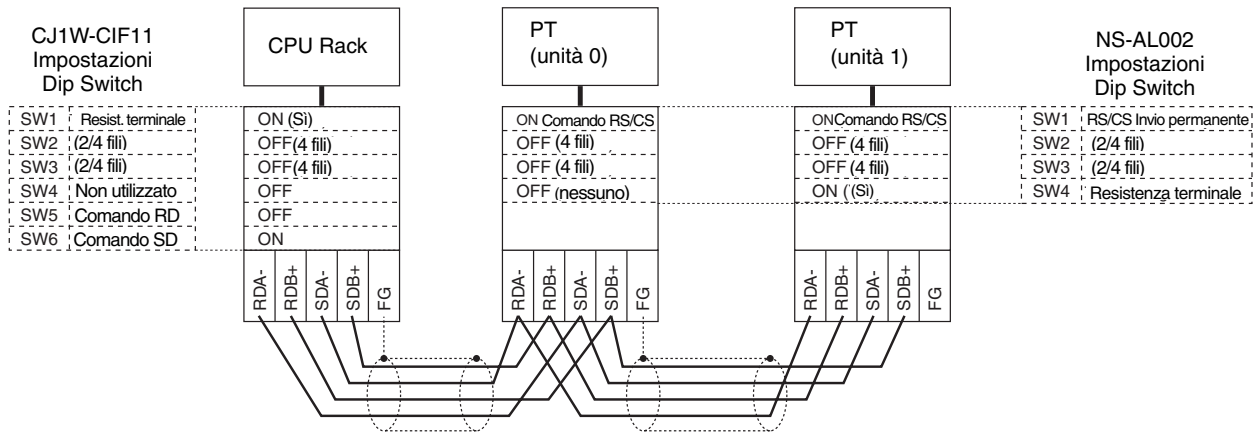 CJ1W-CIF11
Impostazioni
Dip Switch
CPU Rack
PT
(unità 0)
PT
(unità 1)
NS-AL002
Impostazioni
Dip Switch
SW1 Resist. terminale
SW2 (2/4 fili)
SW3 (2/4 fili)
SW4 Non utilizzato
SW5 Comando RD
SW6 Comando SD
ON (Sì)
OFF(4 fili)
OFF(4 fili)
OFF
OFF
ON
ON Comando RS/CS
OFF (4 fili)
OFF (4 fili)
OFF (nessuno)
ONComando RS/CS
OFF (4 fili)
OFF (4 fili)
ON ((Sì)
SW1 RS/CS Invio permanente
SW2 (2/4 fili)
SW3 (2/4 fili)
SW4 Resistenza terminale
RDA- RDB+ SDA- SDB+ FG
RDA- RDB+ SDA- SDB+ FG
RDA- RDB+ SDA- SDB+ FG